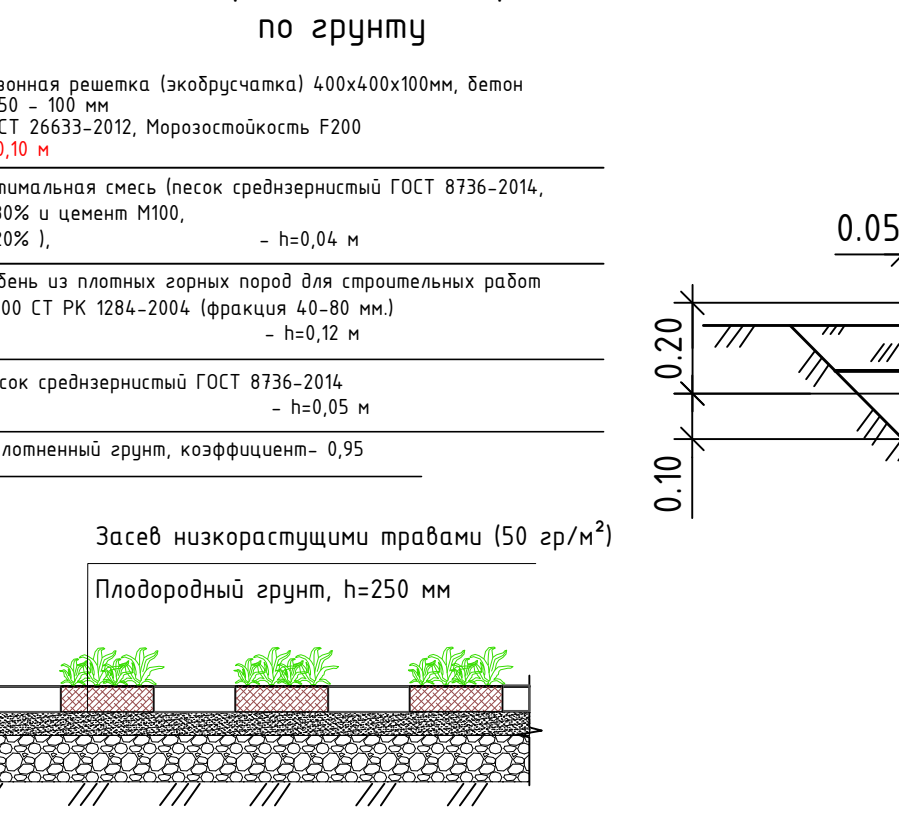 по грунту
зонная решетка (экобрусчатка) 400х400х100мм, бетон
50 - 100 мм
СТ 26633-2012, Морозостойкость F200
0,10 м
тимальная смесь (песок среднзернистый ГОСТ 8736-2014,
80% и цемент М100,
20% ), - h=0,04 м
бень из плотных горных пород для строительных работ
00 СТ РК 1284-2004 (фракция 40-80 мм.)
- h=0,12 м
сок среднзернистый ГОСТ 8736-2014
- h=0,05 м
лотненный грунт, коэффициент- 0,95
0.05
0.20
0.10
Засев низкорастущими травами (50 гр/м²)
Плодородный грунт, h=250 мм